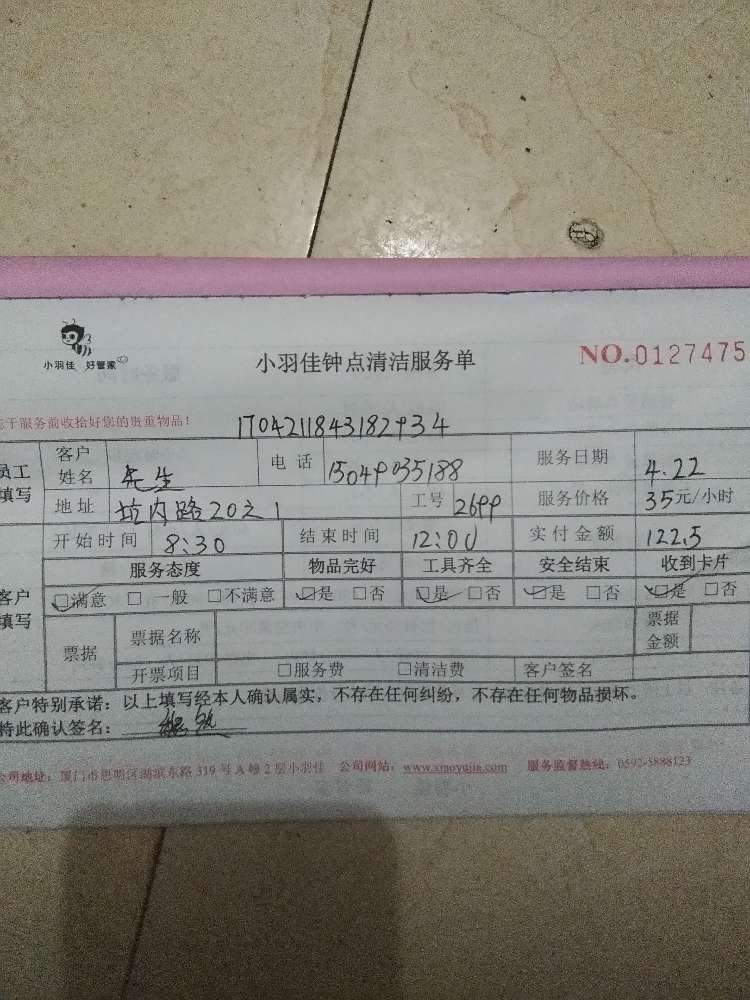 小羽佳 好管家
小羽佳钟点清洁服务单
NO.0127475
于服务前收拾好您的贵重物品!
1704211843182934
员工填写 客户姓名 先生 电话 15049035188 服务日期 4.22
地址 坑内路20之1 工号 2699 服务价格 35元/小时
开始时间 8:30 结束时间 12:00 实付金额 122.5
客户填写 服务态度 物品完好 工具齐全 安全结束 收到卡片
☑满意 □一般 □不满意 ☑是 □否 ☑是 □否 ☑是 □否 ☑是 □否
票据 票据名称 票据金额
开票项目 □服务费 □清洁费 客户签名
客户特别承诺：以上填写经本人确认属实，不存在任何纠纷，不存在任何物品损坏。
特此确认签名：
公司地址：厦门市思明区湖滨东路319号A幢2层小羽佳 公司网站：www.xiaoyujia.com 服务监督热线：0592-5888123